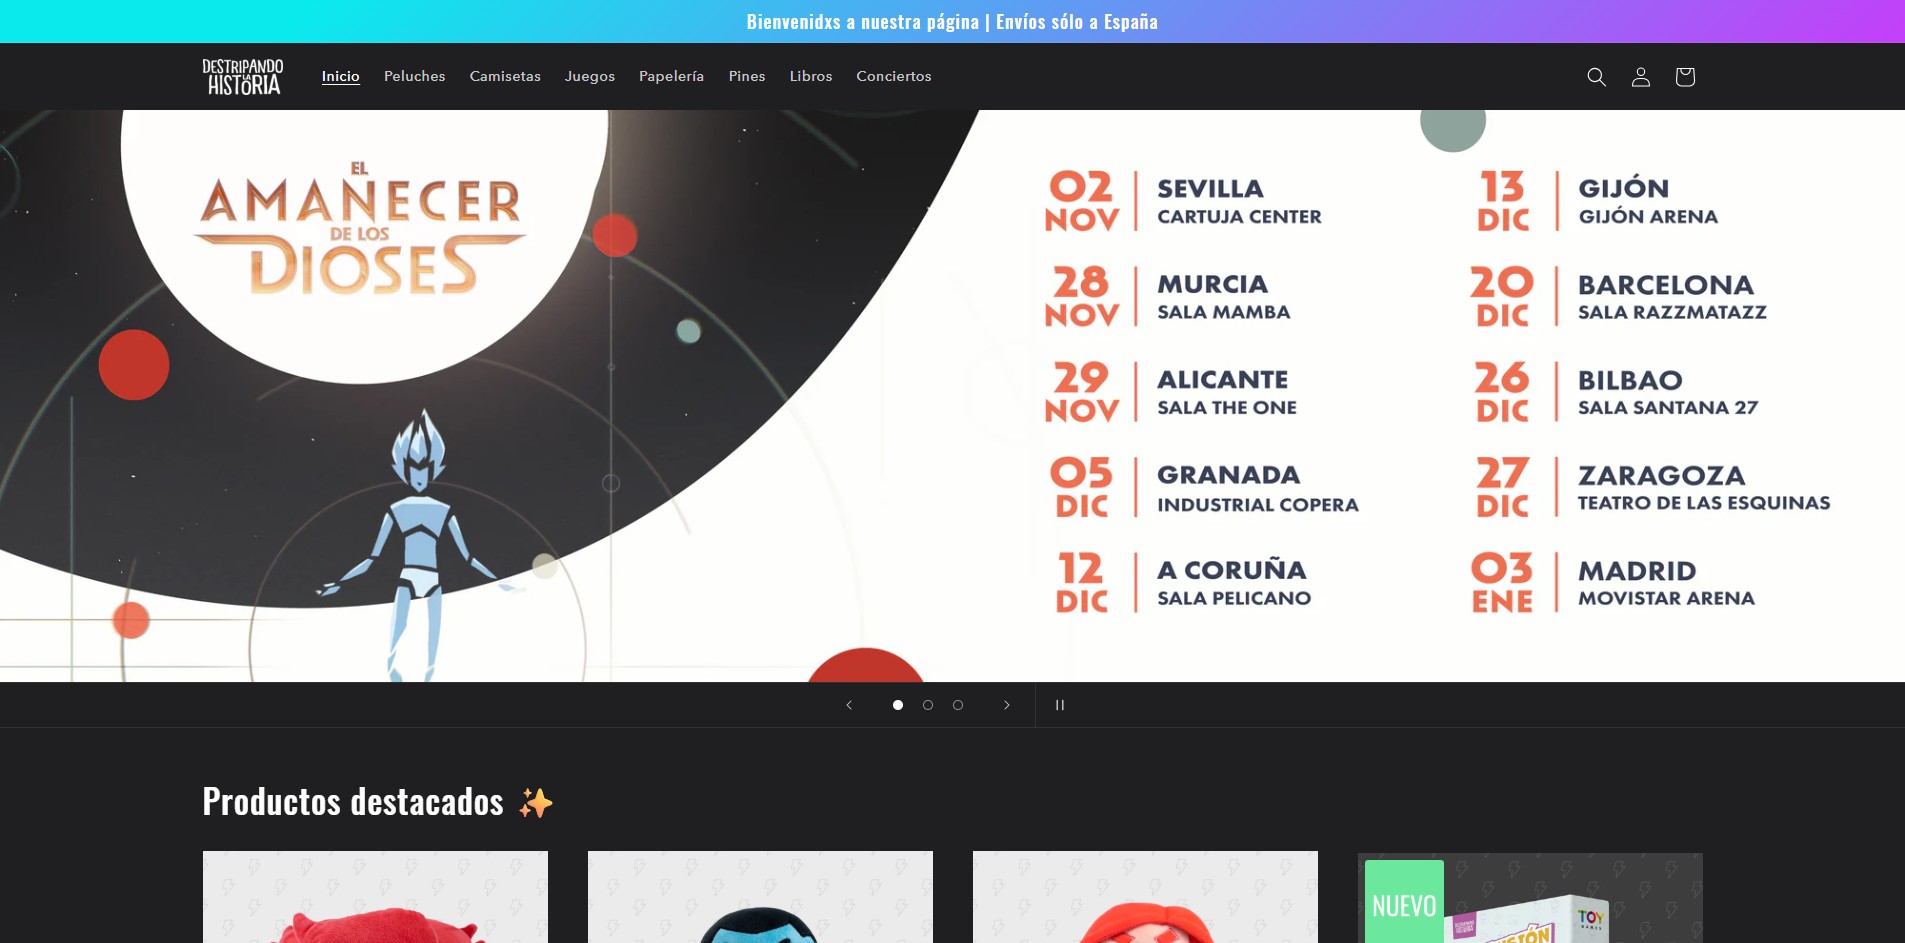 Bienvenidxs a nuestra página | Envíos sólo a España
DESTRIPANDO
LA
HISTORIA
Inicio
Peluches
Camisetas
Juegos
Papelería
Pines
Libros
Conciertos
EL
AMANECER
DE LOS
DIOSES
02
NOV
SEVILLA
CARTUJA CENTER
28
NOV
MURCIA
SALA MAMBA
29
NOV
ALICANTE
SALA THE ONE
05
DIC
GRANADA
INDUSTRIAL COPERA
12
DIC
A CORUÑA
SALA PELICANO
13
DIC
GIJÓN
GIJÓN ARENA
20
DIC
BARCELONA
SALA RAZZMATAZZ
26
DIC
BILBAO
SALA SANTANA 27
27
DIC
ZARAGOZA
TEATRO DE LAS ESQUINAS
03
ENE
MADRID
MOVISTAR ARENA
Productos destacados ✨
NUEVO
TOY